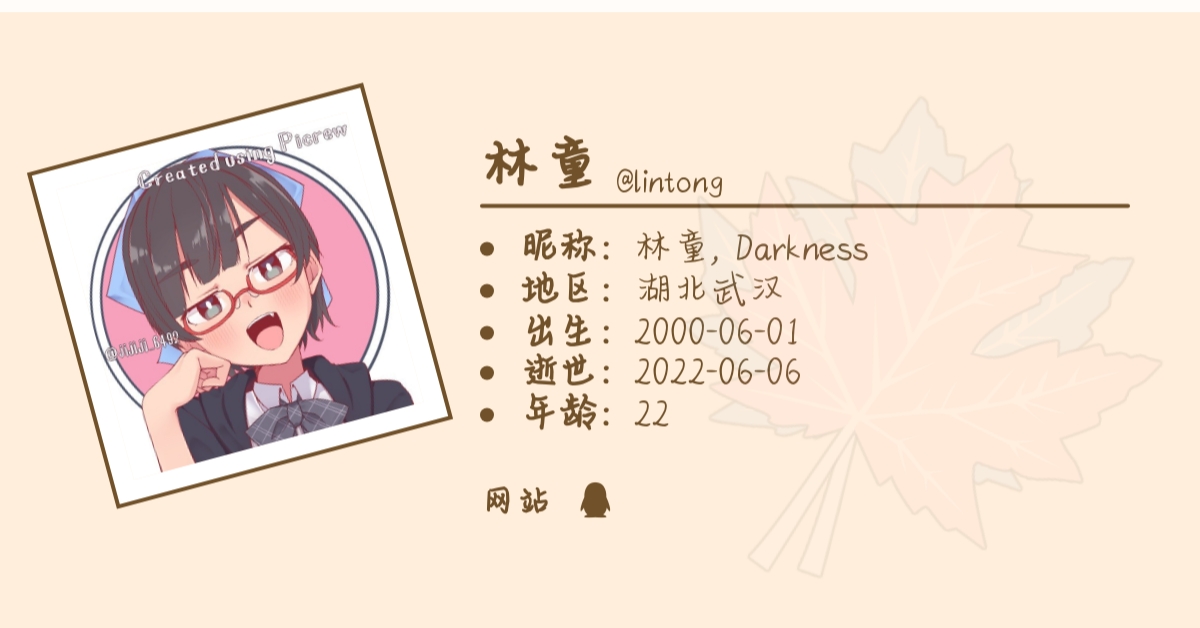 Created using Picrew
@jijiji_6499
林童 @lintong
昵称: 林童, Darkness
地区: 湖北武汉
出生: 2000-06-01
逝世: 2022-06-06
年龄: 22
网站